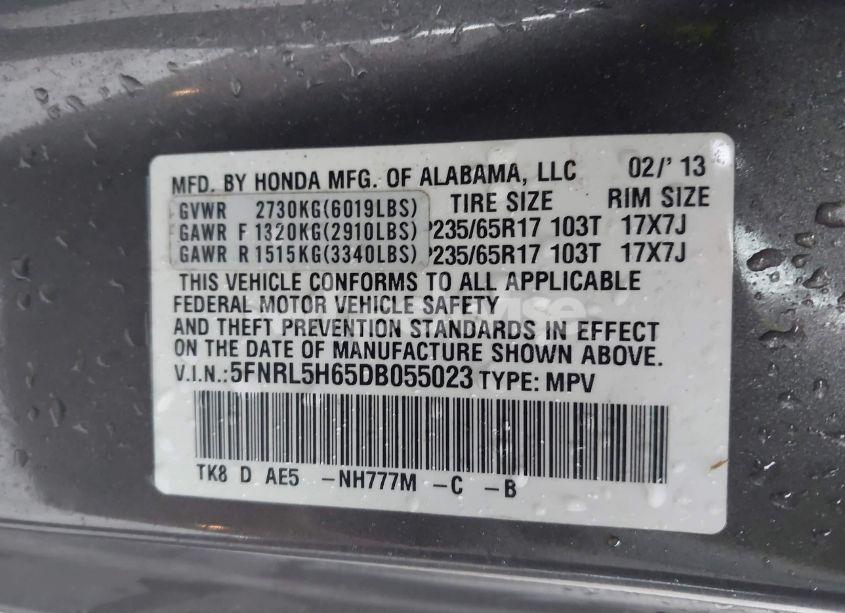 MFD. BY HONDA MFG. OF ALABAMA, LLC 02/' 13
GVWR 2730KG(6019LBS) TIRE SIZE RIM SIZE
GAWR F 1320KG(2910LBS) P235/65R17 103T 17X7J
GAWR R 1515KG(3340LBS) P235/65R17 103T 17X7J
THIS VEHICLE CONFORMS TO ALL APPLICABLE
FEDERAL MOTOR VEHICLE SAFETY
AND THEFT PREVENTION STANDARDS IN EFFECT
ON THE DATE OF MANUFACTURE SHOWN ABOVE.
V.I.N.:5FNRL5H65DB055023 TYPE: MPV
TK8 D AE5 -NH777M -C -B